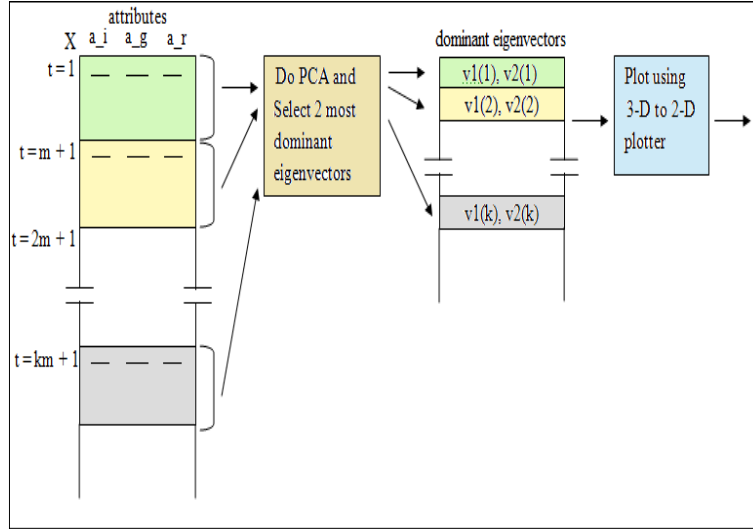 attributes
X a_i a_g a_r
t=1
t=m+1
t=2m+1
t=km+1
Do PCA and
Select 2 most
dominant
eigenvectors
dominant eigenvectors
v1(1), v2(1)
v1(2), v2(2)
v1(k), v2(k)
Plot using
3-D to 2-D
plotter